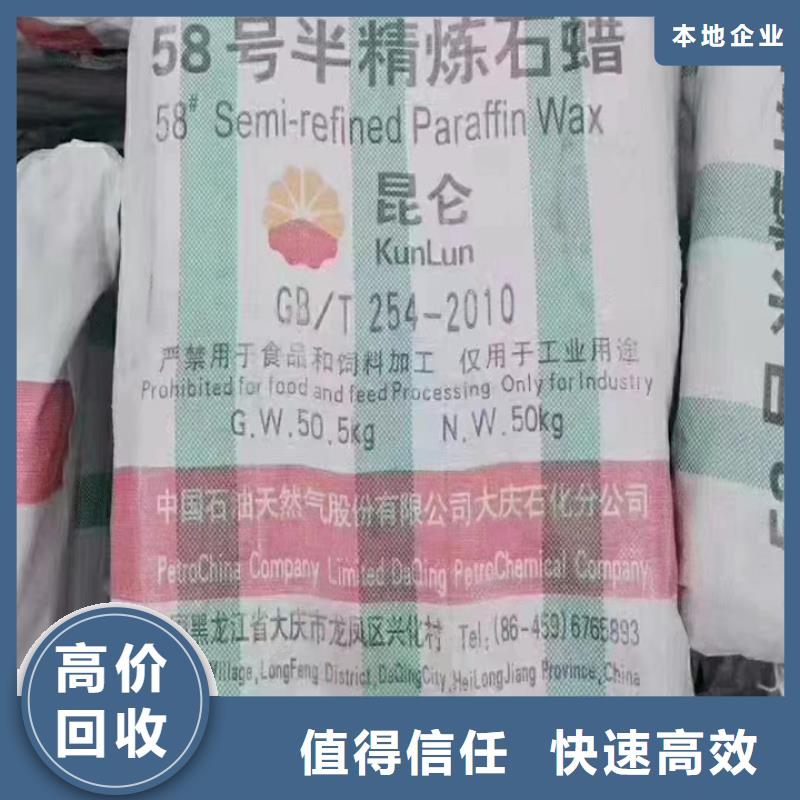 本地企业
58号半精炼石蜡
58# Semi-refined Paraffin Wax
昆仑
KunLun
GB/T 254-2010
严禁用于食品和饲料加工 仅用于工业用途
Prohibited for food and feed Processing Only for Industry
G.W.50.5kg N.W.50kg
中国石油天然气股份有限公司大庆石化分公司
PetroChina Company Limited DaQing PetroChemical Company
黑龙江省大庆市龙凤区兴化村 Tel:(86-459)6765893
Village,LongFeng District,DaQingCity,HeiLongJiang Province,China
高价
回收
值得信任 快速高效